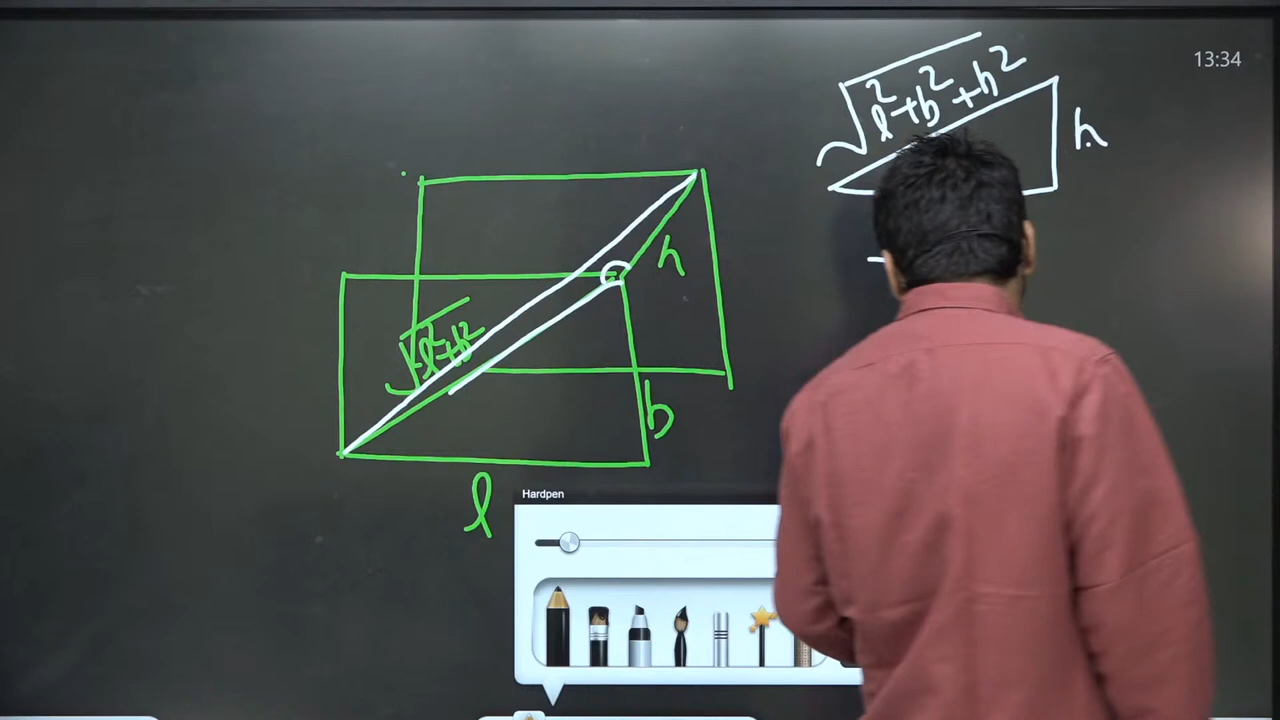 13:34
√l²+b²+h²
h
h
√l²+b²
b
l
Hardpen